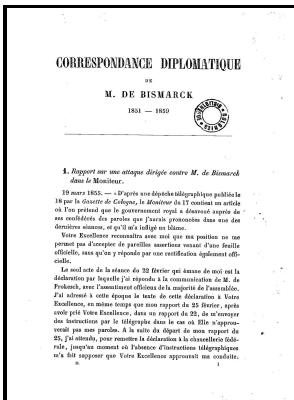 CORRESPONDANCE DIPLOMATIQUE
DE
M. DE BISMARCK
1851 — 1859
1. Rapport sur une attaque dirigée contre M. de Bismarck
dans le Moniteur.
19 mars 1855. — « D'après une dépêche télégraphique publiée le
18 par la Gazette de Cologne, le Moniteur du 17 contient un article
où l'on prétend que le gouvernement royal a désavoué auprès de
ses confédérés des paroles que j'aurais prononcées dans une des
dernières séances, et qu'il m'a infligé un blâme.
Votre Excellence reconnaîtra avec moi que ma position ne me
permet pas d'accepter de pareilles assertions venant d'une feuille
officielle, sans qu'on y réponde par une rectification également offi-
cielle.
Le seul acte de la séance du 22 février qui émane de moi est la
déclaration par laquelle j'ai répondu à la communication de M. de
Prokesch, avec l'assentiment officieux de la majorité de l'assemblée.
J'ai adressé à cette époque le texte de cette déclaration à Votre
Excellence, en même temps que mon rapport du 25 février, après
avoir prié Votre Excellence, dans un rapport du 22, de m'envoyer
des instructions par le télégraphe dans le cas où Elle n'approu-
verait pas mes paroles. A la suite du départ de mon rapport du
25, j'ai attendu, pour remettre la déclaration à la chancellerie fédé-
rale, jusqu'au moment où l'absence d'instructions télégraphiques
m'a fait supposer que Votre Excellence approuvait ma conduite.
1